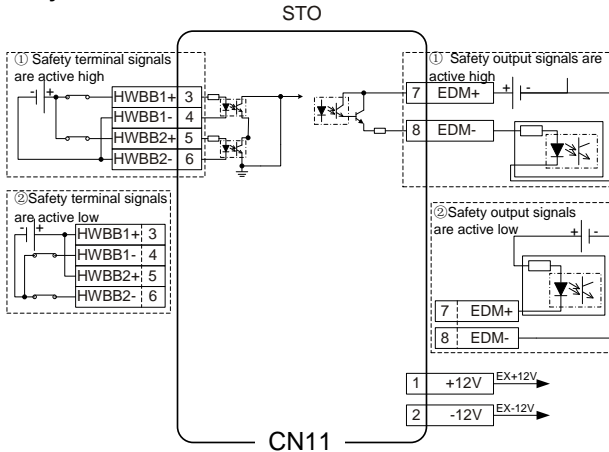 STO
① Safety terminal signals
are active high
- +
HWBB1+ 3
HWBB1- 4
HWBB2+ 5
HWBB2- 6
②Safety terminal signals
are active low
- +
HWBB1+ 3
HWBB1- 4
HWBB2+ 5
HWBB2- 6
① Safety output signals are
active high
7 EDM+
+ -
8 EDM-
②Safety output signals
are active low
+ -
7 EDM+
8 EDM-
1 +12V EX+12V
2 -12V EX-12V
CN11